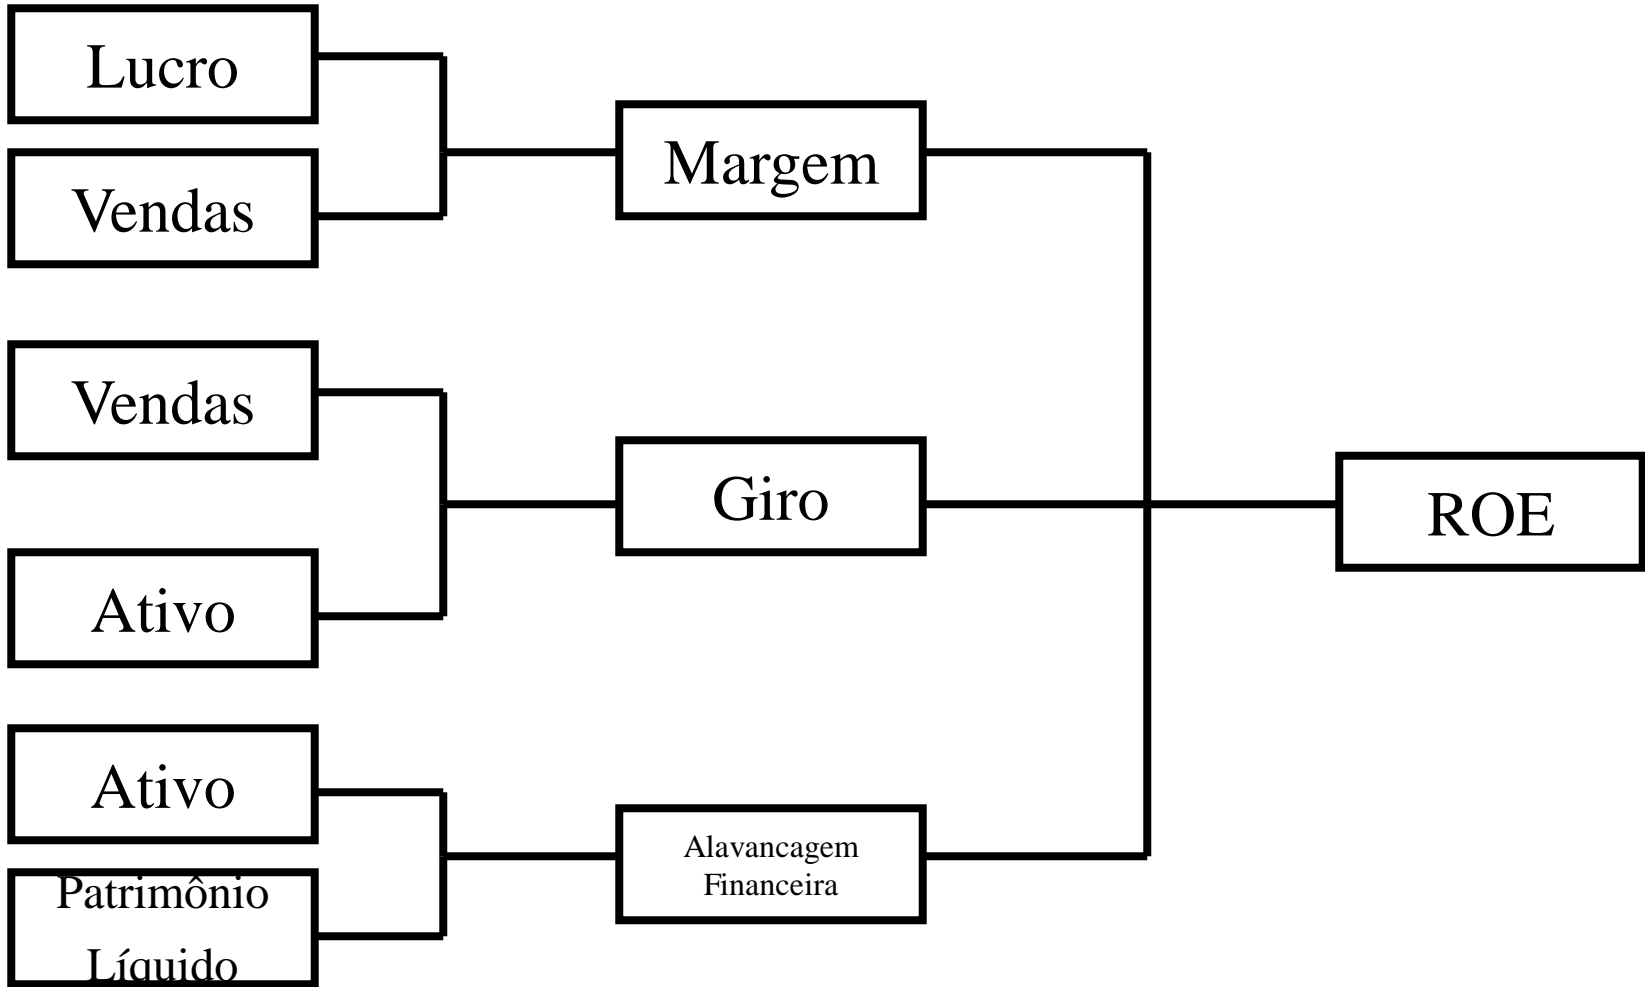 Lucro
Vendas
Margem
Vendas
Ativo
Giro
ROE
Ativo
Patrimônio
Líquido
Alavancagem
Financeira